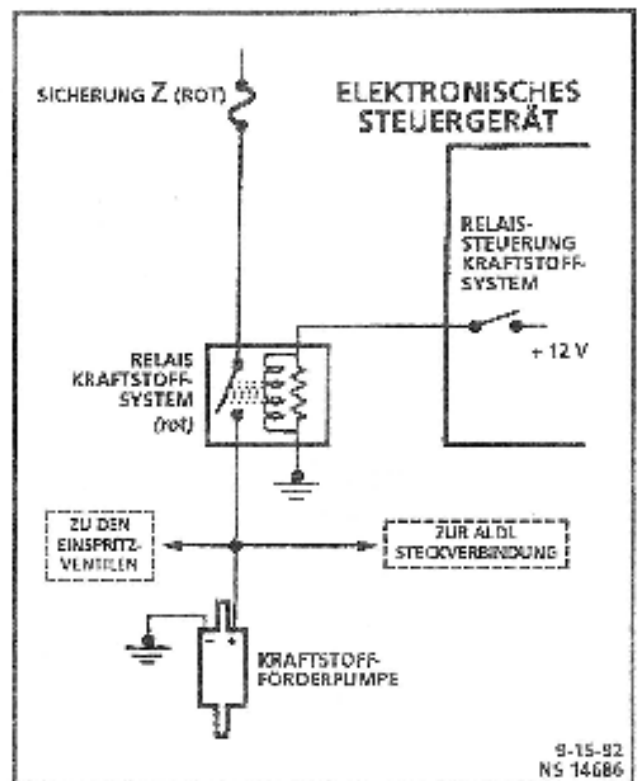 SICHERUNG Z (ROT)
ELEKTRONISCHES
STEUERGERÄT
RELAIS-
STEUERUNG
KRAFTSTOFF-
SYSTEM
+ 12 V
RELAIS
KRAFTSTOFF-
SYSTEM
(rot)
ZU DEN
EINSPRITZ-
VENTILEN
ZUR ALDL
STECKVERBINDUNG
- +
KRAFTSTOFF-
FÖRDERPUMPE
9-15-92
NS 14686